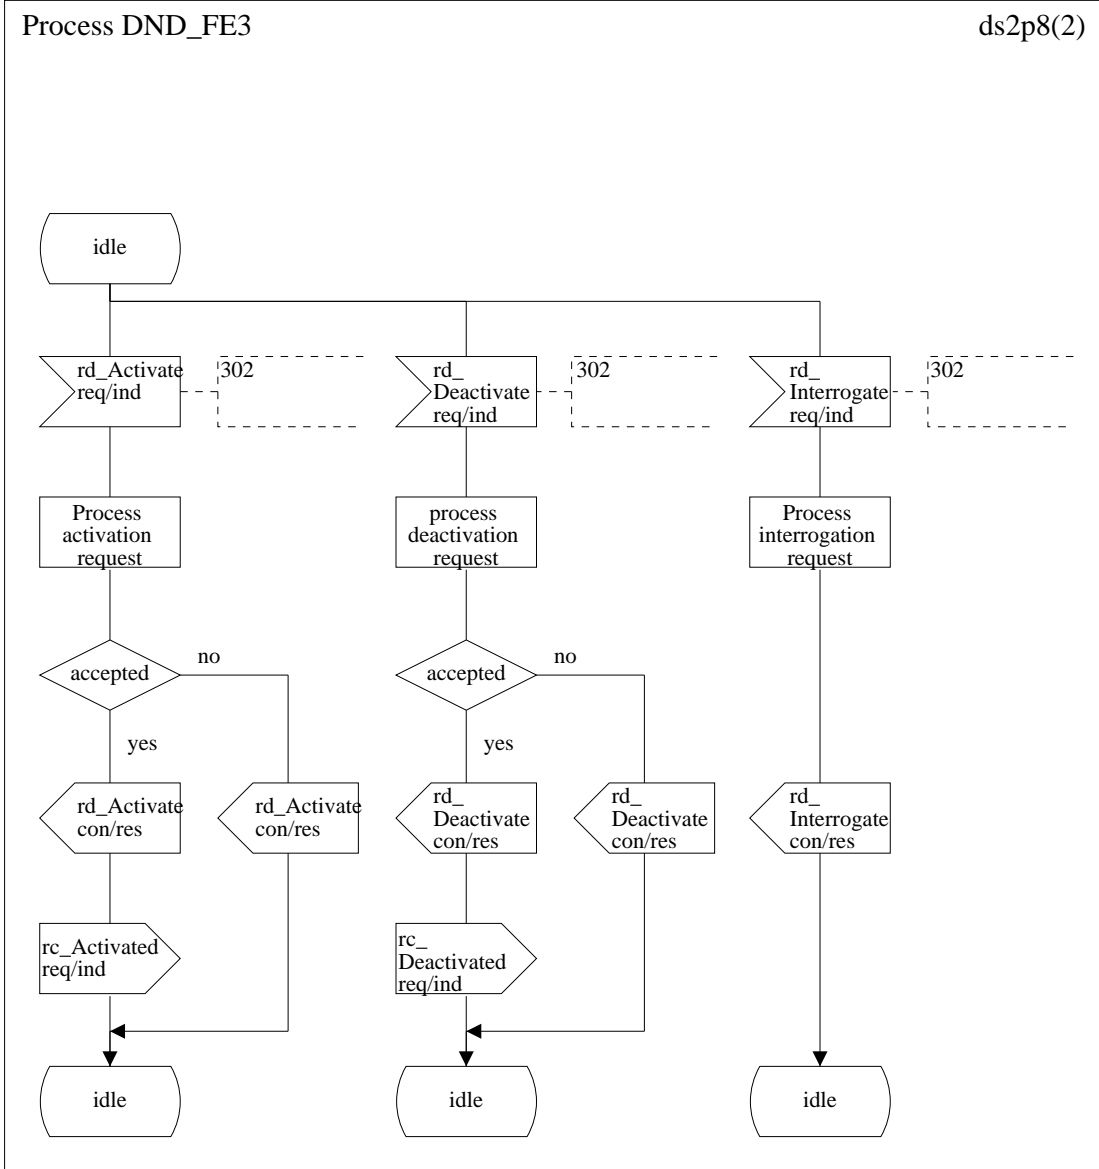 Process DND_FE3
ds2p8(2)
idle
rd_Activate
req/ind
302
rd_
Deactivate
req/ind
302
rd_
Interrogate
req/ind
302
Process
activation
request
process
deactivation
request
Process
interrogation
request
accepted
no
yes
accepted
no
yes
rd_Activate
con/res
rd_Activate
con/res
rd_
Deactivate
con/res
rd_
Deactivate
con/res
rd_
Interrogate
con/res
rc_Activated
req/ind
rc_
Deactivated
req/ind
idle
idle
idle